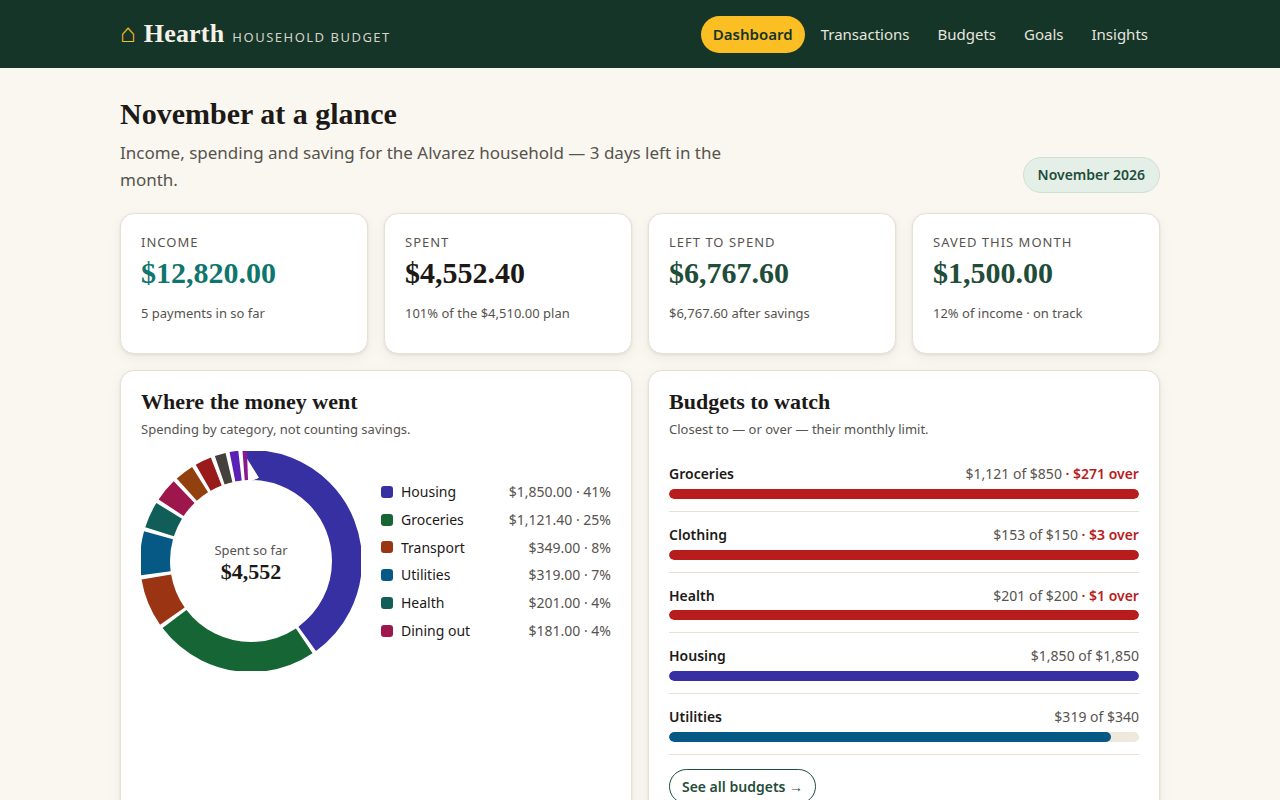 ⌂ Hearth HOUSEHOLD BUDGET
Dashboard Transactions Budgets Goals Insights
November at a glance
Income, spending and saving for the Alvarez household — 3 days left in the
month.
November 2026
INCOME
$12,820.00
5 payments in so far
SPENT
$4,552.40
101% of the $4,510.00 plan
LEFT TO SPEND
$6,767.60
$6,767.60 after savings
SAVED THIS MONTH
$1,500.00
12% of income · on track
Where the money went
Spending by category, not counting savings.
Spent so far
$4,552
Housing $1,850.00 · 41%
Groceries $1,121.40 · 25%
Transport $349.00 · 8%
Utilities $319.00 · 7%
Health $201.00 · 4%
Dining out $181.00 · 4%
Budgets to watch
Closest to — or over — their monthly limit.
Groceries $1,121 of $850 · $271 over
Clothing $153 of $150 · $3 over
Health $201 of $200 · $1 over
Housing $1,850 of $1,850
Utilities $319 of $340
See all budgets →